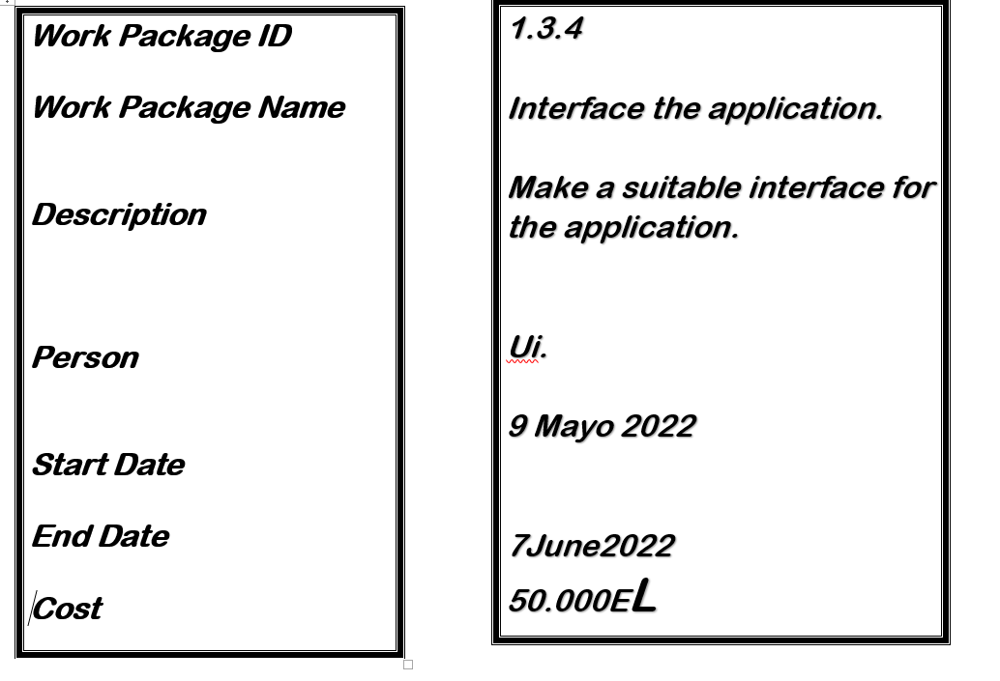 Work Package ID
Work Package Name
Description
Person
Start Date
End Date
Cost
1.3.4
Interface the application.
Make a suitable interface for
the application.
Ui.
9 Mayo 2022
7June2022
50.000EL